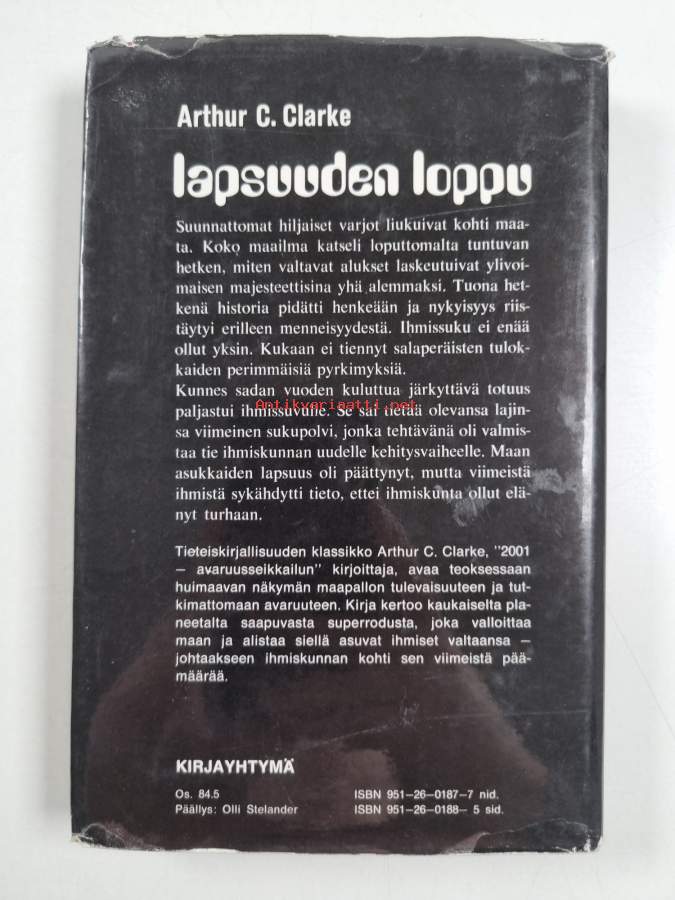 Arthur C. Clarke
lapsuuden loppu
Suunnattomat hiljaiset varjot liukuivat kohti maa-
ta. Koko maailma katseli loputtomalta tuntuvan
hetken, miten valtavat alukset laskeutuivat ylivoi-
maisen majesteettisina yhä alemmaksi. Tuona het-
kenä historia pidätti henkeään ja nykyisyys riis-
täytyi erilleen menneisyydestä. Ihmissuku ei enää
ollut yksin. Kukaan ei tiennyt salaperäisten tulok-
kaiden perimmäisiä pyrkimyksiä.
Kunnes sadan vuoden kuluttua järkyttävä totuus
Antikvariaatti.net
paljastui ihmissuvulle. Se sai tietää olevansa lajin-
sa viimeinen sukupolvi, jonka tehtävänä oli valmis-
taa tie ihmiskunnan uudelle kehitysvaiheelle. Maan
asukkaiden lapsuus oli päättynyt, mutta viimeistä
ihmistä sykähdytti tieto, ettei ihmiskunta ollut elä-
nyt turhaan.
Tieteiskirjallisuuden klassikko Arthur C. Clarke, "2001
— avaruusseikkailun" kirjoittaja, avaa teoksessaan
huimaavan näkymän maapallon tulevaisuuteen ja tut-
kimattomaan avaruuteen. Kirja kertoo kaukaiselta pla-
neetalta saapuvasta superrodusta, joka valloittaa
maan ja alistaa siellä asuvat ihmiset valtaansa —
johtaakseen ihmiskunnan kohti sen viimeistä pää-
määrää.
KIRJAYHTYMÄ
Os. 84.5 ISBN 951—26—0187—7 nid.
Päällys: Olli Stelander ISBN 951—26—0188— 5 sid.